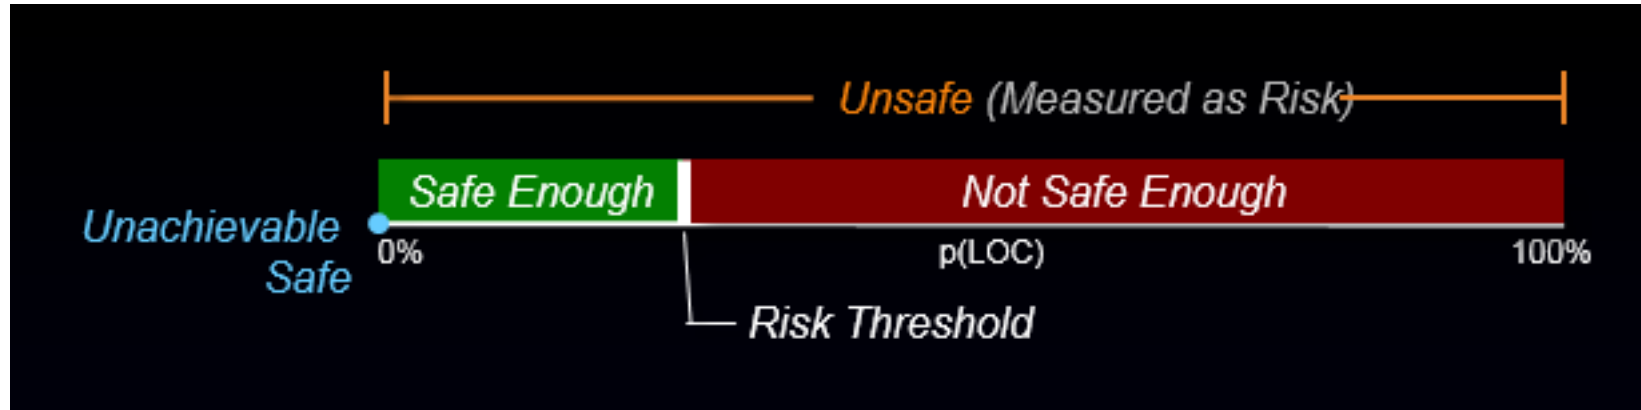 Unsafe (Measured as Risk)
Safe Enough
Not Safe Enough
Unachievable
Safe
0%
p(LOC)
100%
Risk Threshold